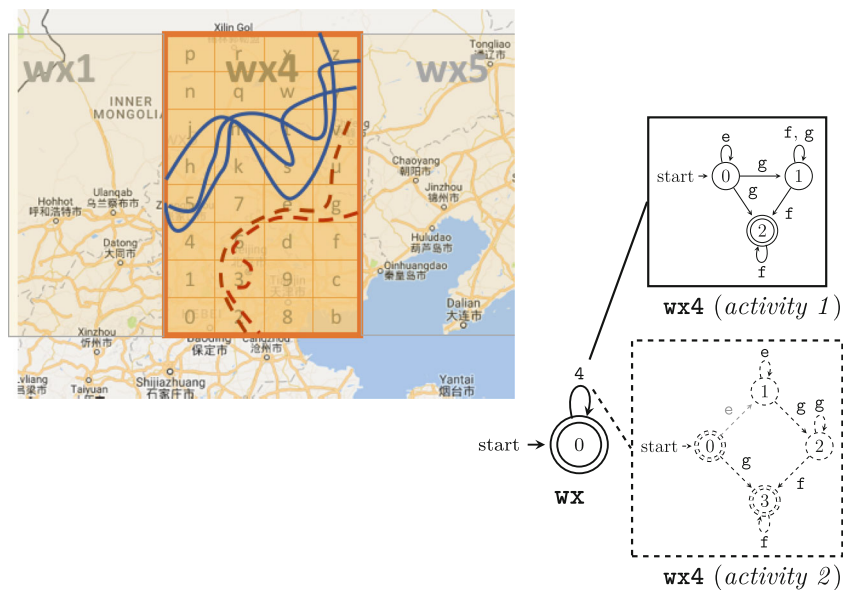 Xilin Gol
wx1
wx4
wx5
Tongliao
通辽市
INNER
MONGOLIA
p r x z
n q w
j m t v
h k s u
5 7 e g
4 6 d f
1 3 9 c
0 2 8 b
Chaoyang
朝阳市
Jinzhou
锦州市
Hohhot
呼和浩特市
Ulanqab
乌兰察布市
Datong
大同市
Huludao
葫芦岛市
Qinhuangdao
秦皇岛市
Dalian
大连市
Xinzhou
忻州市
Baoding
保定市
Cangzhou
沧州市
Shijiazhuang
石家庄市
Yantai
烟台市
Taiyuan
e
f, g
start
0
g
1
g
f
2
f
wx4 (activity 1)
4
start
0
wx
e
1
e
g
g
start
0
2
g
f
3
f
wx4 (activity 2)